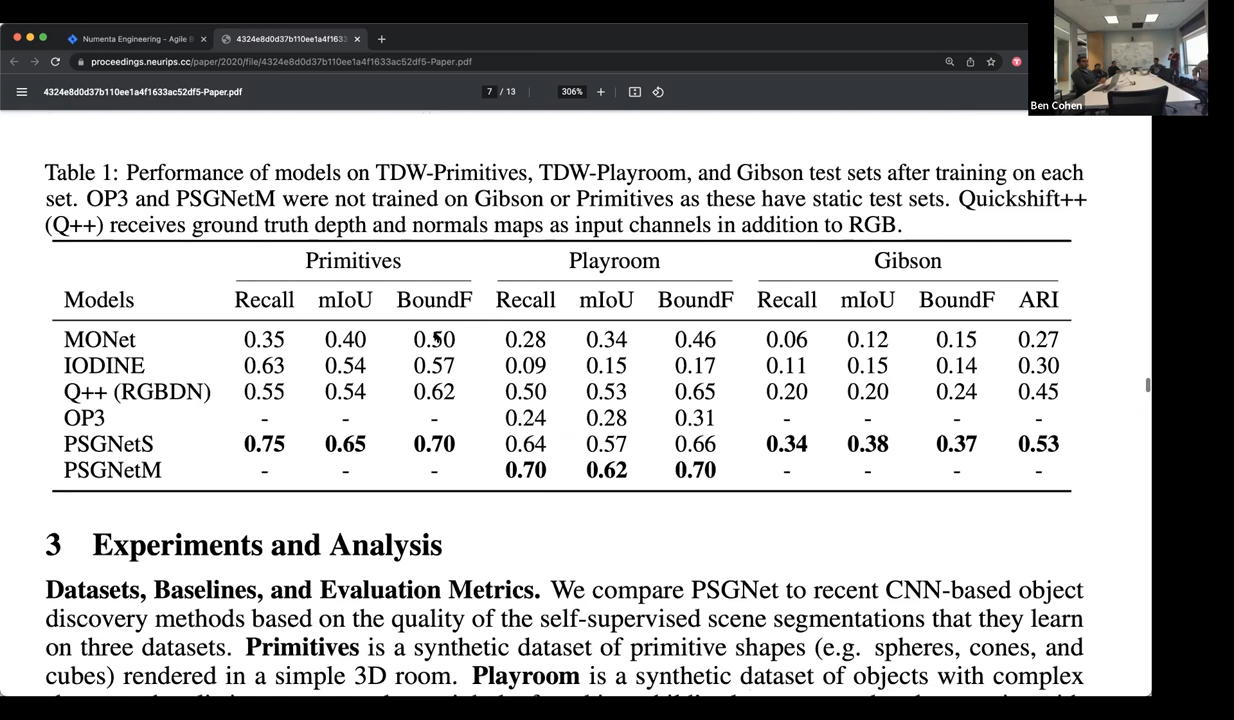 Numenta Engineering - Agile B
4324e8d0d37b110ee1a4f1633
proceedings.neurips.cc/paper/2020/file/4324e8d0d37b110ee1a4f1633ac52df5-Paper.pdf
4324e8d0d37b110ee1a4f1633ac52df5-Paper.pdf
7 / 13
306%
Ben Cohen
Table 1: Performance of models on TDW-Primitives, TDW-Playroom, and Gibson test sets after training on each
set. OP3 and PSGNetM were not trained on Gibson or Primitives as these have static test sets. Quickshift++
(Q++) receives ground truth depth and normals maps as input channels in addition to RGB.
Primitives Playroom Gibson
Models Recall mIoU BoundF Recall mIoU BoundF Recall mIoU BoundF ARI
MONet 0.35 0.40 0.50 0.28 0.34 0.46 0.06 0.12 0.15 0.27
IODINE 0.63 0.54 0.57 0.09 0.15 0.17 0.11 0.15 0.14 0.30
Q++ (RGBDN) 0.55 0.54 0.62 0.50 0.53 0.65 0.20 0.20 0.24 0.45
OP3 - - - 0.24 0.28 0.31 - - - -
PSGNetS 0.75 0.65 0.70 0.64 0.57 0.66 0.34 0.38 0.37 0.53
PSGNetM - - - 0.70 0.62 0.70 - - - -
3 Experiments and Analysis
Datasets, Baselines, and Evaluation Metrics. We compare PSGNet to recent CNN-based object
discovery methods based on the quality of the self-supervised scene segmentations that they learn
on three datasets. Primitives is a synthetic dataset of primitive shapes (e.g. spheres, cones, and
cubes) rendered in a simple 3D room. Playroom is a synthetic dataset of objects with complex